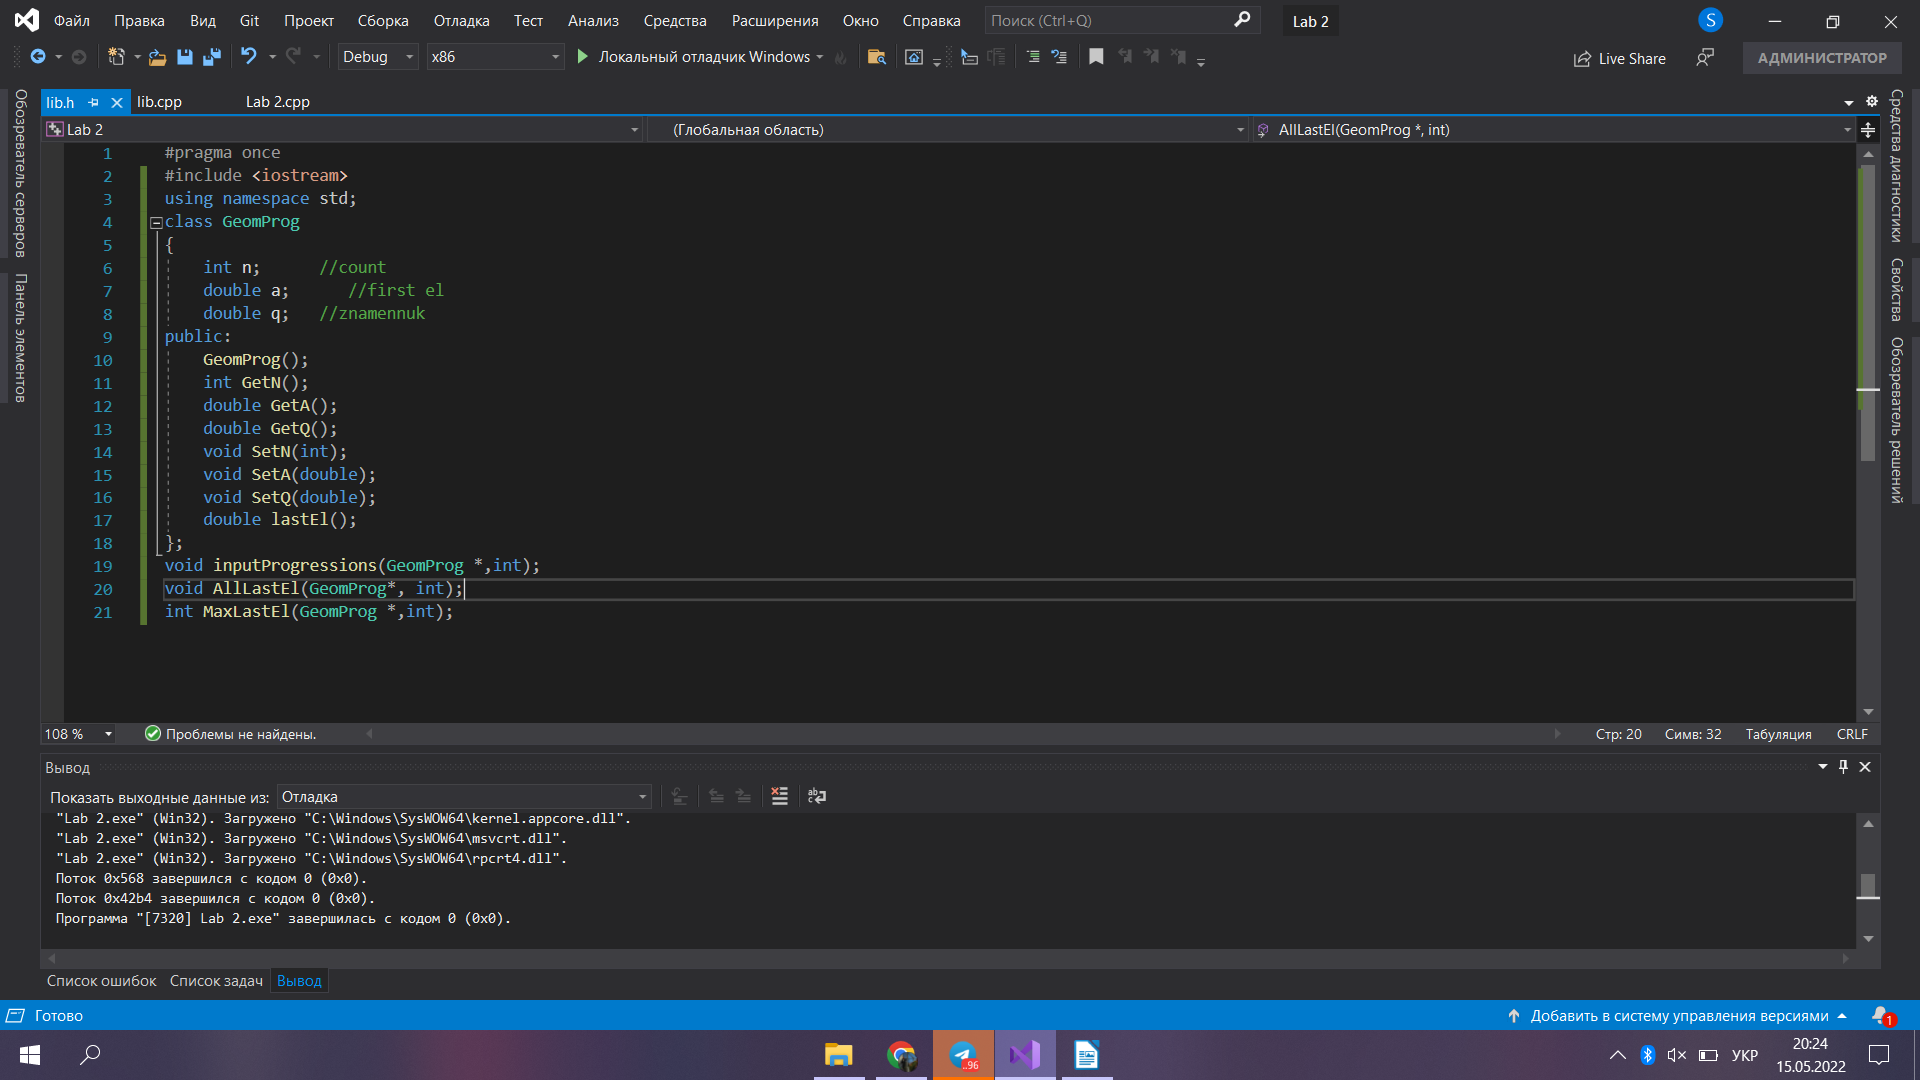 Файл Правка Вид Git Проект Сборка Отладка Тест Анализ Средства Расширения Окно Справка Поиск (Ctrl+Q) Lab 2 S
Debug x86 Локальный отладчик Windows Live Share АДМИНИСТРАТОР
Обозреватель серверов
Панель элементов
lib.h lib.cpp Lab 2.cpp
Lab 2 (Глобальная область) AllLastEl(GeomProg *, int)
1 #pragma once
2 #include <iostream>
3 using namespace std;
4 class GeomProg
5 {
6 int n; //count
7 double a; //first el
8 double q; //znamennuk
9 public:
10 GeomProg();
11 int GetN();
12 double GetA();
13 double GetQ();
14 void SetN(int);
15 void SetA(double);
16 void SetQ(double);
17 double lastEl();
18 };
19 void inputProgressions(GeomProg *,int);
20 void AllLastEl(GeomProg*, int);
21 int MaxLastEl(GeomProg *,int);
Средства диагностики
Свойства
Обозреватель решений
108 % Проблемы не найдены. Стр: 20 Симв: 32 Табуляция CRLF
Вывод
Показать выходные данные из: Отладка
"Lab 2.exe" (Win32). Загружено "C:\Windows\SysWOW64\kernel.appcore.dll".
"Lab 2.exe" (Win32). Загружено "C:\Windows\SysWOW64\msvcrt.dll".
"Lab 2.exe" (Win32). Загружено "C:\Windows\SysWOW64\rpcrt4.dll".
Поток 0x568 завершился с кодом 0 (0x0).
Поток 0x42b4 завершился с кодом 0 (0x0).
Программа "[7320] Lab 2.exe" завершилась с кодом 0 (0x0).
Список ошибок Список задач Вывод
Готово Добавить в систему управления версиями 1
..96 УКР 20:24
15.05.2022